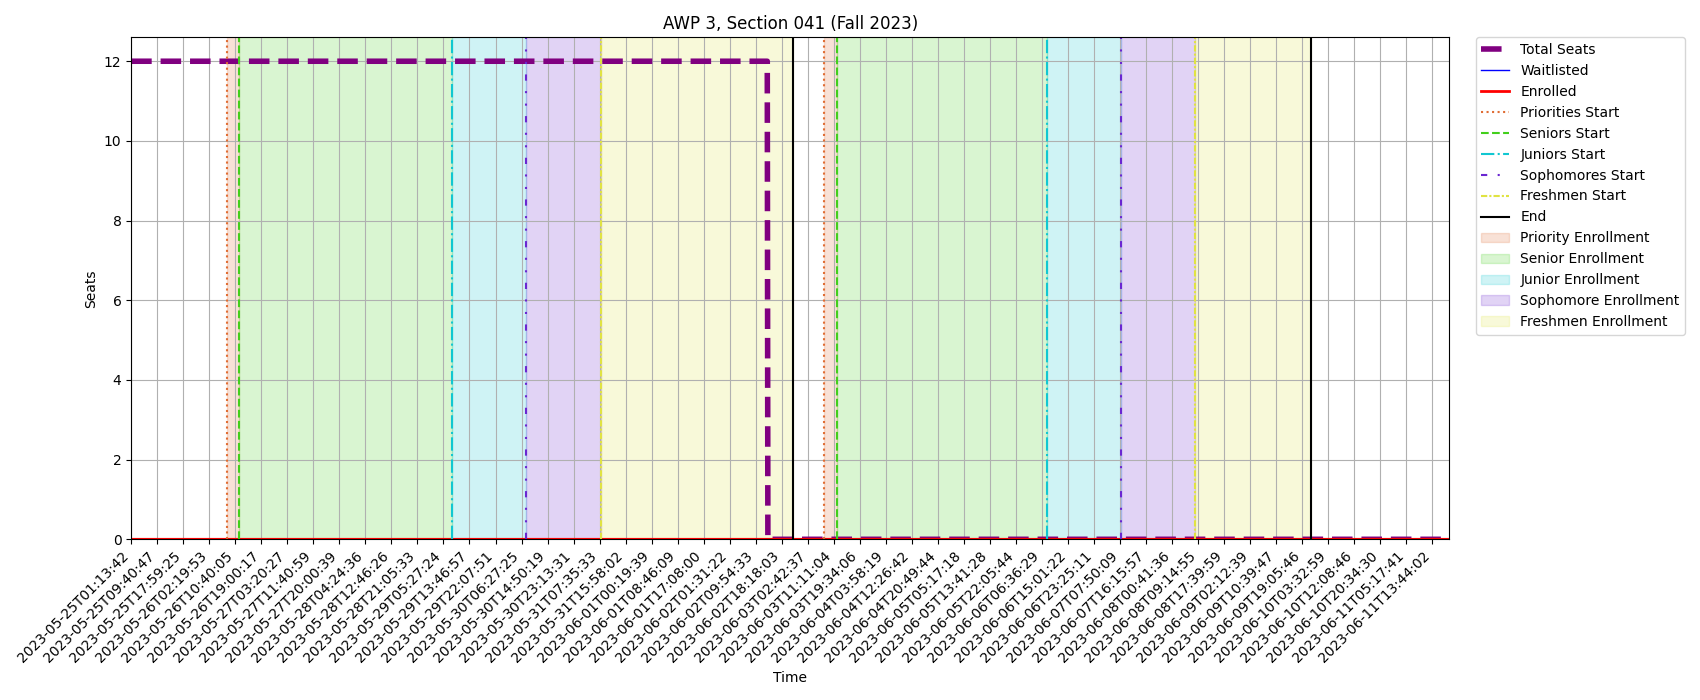 AWP 3, Section 041 (Fall 2023)
Total Seats
Waitlisted
Enrolled
Priorities Start
Seniors Start
Juniors Start
Sophomores Start
Freshmen Start
End
Priority Enrollment
Senior Enrollment
Junior Enrollment
Sophomore Enrollment
Freshmen Enrollment
Seats
12
10
8
6
4
2
0
2023-05-25T01:13:42
2023-05-25T09:40:47
2023-05-25T17:59:25
2023-05-26T02:19:53
2023-05-26T10:40:05
2023-05-26T19:00:17
2023-05-27T03:20:27
2023-05-27T11:40:59
2023-05-27T20:00:39
2023-05-28T04:24:36
2023-05-28T12:46:26
2023-05-28T21:05:33
2023-05-29T05:27:24
2023-05-29T13:46:57
2023-05-29T22:07:51
2023-05-30T06:27:25
2023-05-30T14:50:19
2023-05-30T23:13:31
2023-05-31T07:35:33
2023-05-31T15:58:02
2023-06-01T00:19:39
2023-06-01T08:46:09
2023-06-01T17:08:00
2023-06-02T01:31:22
2023-06-02T09:54:33
2023-06-02T18:18:03
2023-06-03T02:42:37
2023-06-03T11:11:04
2023-06-03T19:34:06
2023-06-04T03:58:19
2023-06-04T12:26:42
2023-06-04T20:49:44
2023-06-05T05:17:18
2023-06-05T13:41:28
2023-06-05T22:05:44
2023-06-06T06:36:29
2023-06-06T15:01:22
2023-06-06T23:25:11
2023-06-07T07:50:09
2023-06-07T16:15:57
2023-06-08T00:41:36
2023-06-08T09:14:55
2023-06-08T17:39:59
2023-06-09T02:12:39
2023-06-09T10:39:47
2023-06-09T19:05:46
2023-06-10T03:32:59
2023-06-10T12:08:46
2023-06-10T20:34:30
2023-06-11T05:17:41
2023-06-11T13:44:02
Time